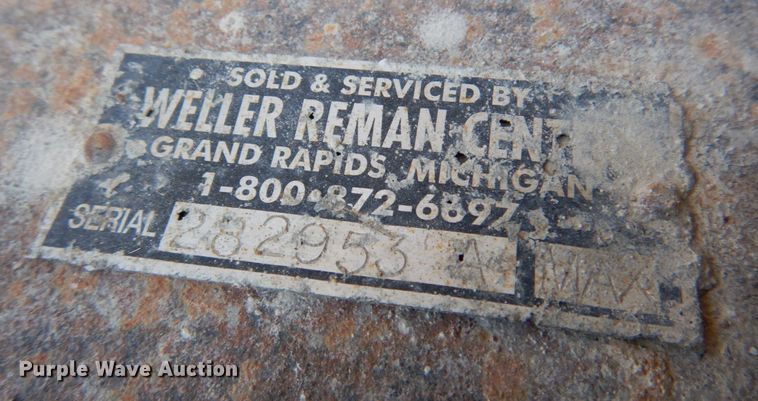 SOLD & SERVICED BY
WELLER REMAN CENT
GRAND RAPIDS, MICHIGAN
1-800-872-6897
SERIAL 282953 A
Purple Wave Auction